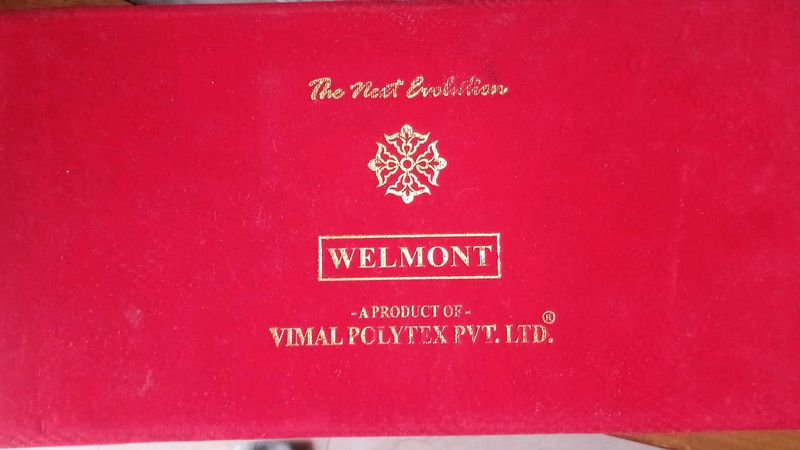 The Next Evolution
WELMONT
- A PRODUCT OF -
VIMAL POLYTEX PVT. LTD.®